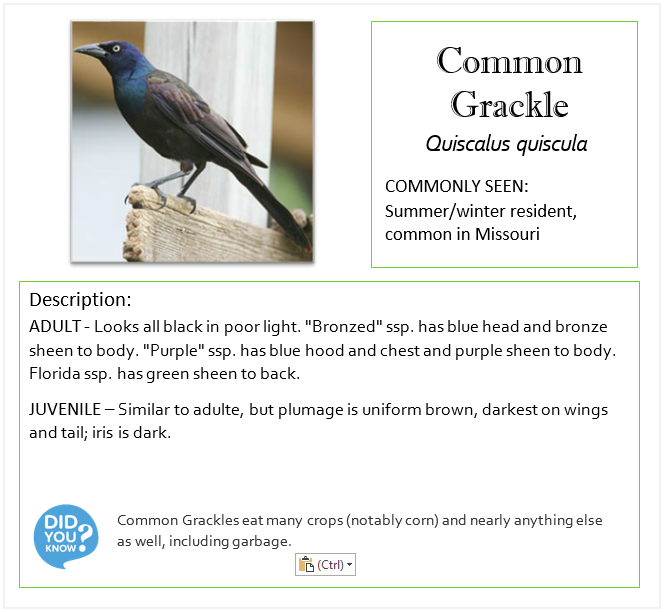 Common
Grackle
Quiscalus quiscula
COMMONLY SEEN:
Summer/winter resident,
common in Missouri
Description:
ADULT - Looks all black in poor light. "Bronzed" ssp. has blue head and bronze
sheen to body. "Purple" ssp. has blue hood and chest and purple sheen to body.
Florida ssp. has green sheen to back.
JUVENILE – Similar to adulte, but plumage is uniform brown, darkest on wings
and tail; iris is dark.
DID
YOU
KNOW?
Common Grackles eat many crops (notably corn) and nearly anything else
as well, including garbage.
(Ctrl)